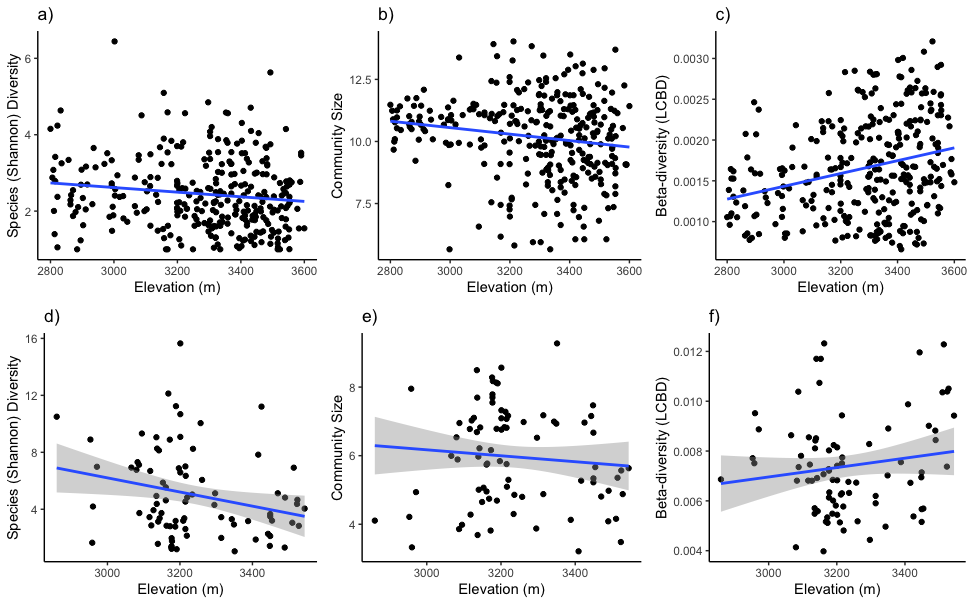 a)
b)
c)
Species (Shannon) Diversity
6
4
2
2800
3000
3200
3400
3600
Elevation (m)
Community Size
12.5
10.0
7.5
2800
3000
3200
3400
3600
Elevation (m)
Beta-diversity (LCBD)
0.0030
0.0025
0.0020
0.0015
0.0010
2800
3000
3200
3400
3600
Elevation (m)
d)
e)
f)
Species (Shannon) Diversity
16
12
8
4
3000
3200
3400
Elevation (m)
Community Size
8
6
4
3000
3200
3400
Elevation (m)
Beta-diversity (LCBD)
0.012
0.010
0.008
0.006
0.004
3000
3200
3400
Elevation (m)